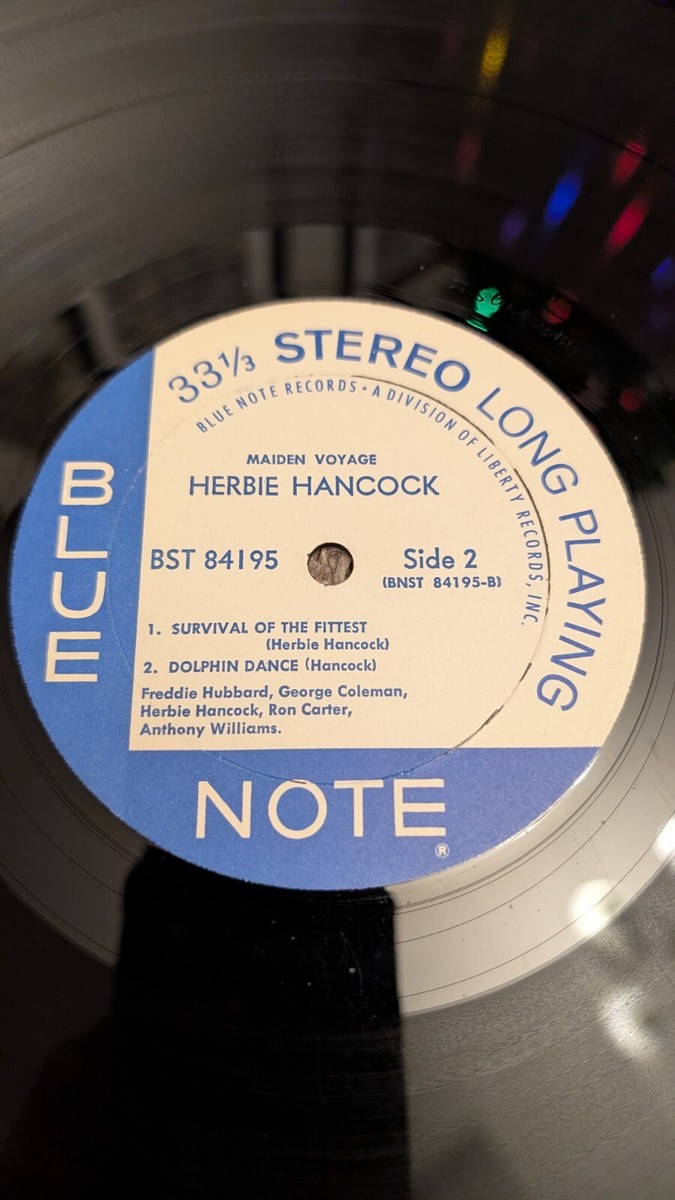 33⅓ STEREO LONG PLAYING
BLUE NOTE RECORDS • A DIVISION OF LIBERTY RECORDS, INC.
MAIDEN VOYAGE
HERBIE HANCOCK
BST 84195
Side 2
(BNST 84195-B)
1. SURVIVAL OF THE FITTEST
(Herbie Hancock)
2. DOLPHIN DANCE (Hancock)
Freddie Hubbard, George Coleman,
Herbie Hancock, Ron Carter,
Anthony Williams.
BLUE
NOTE
®